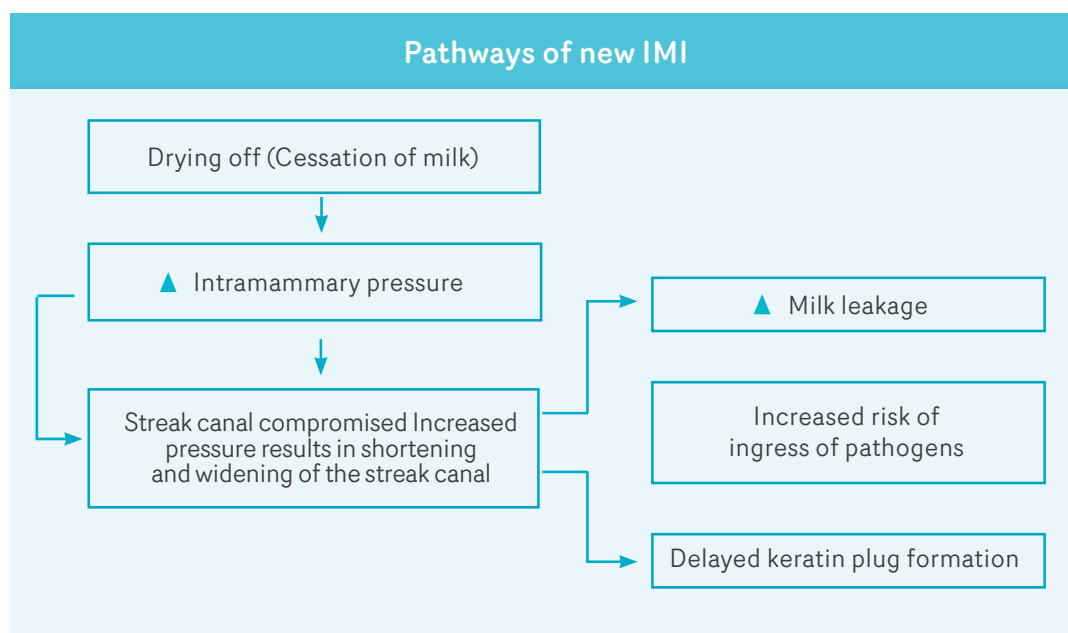 Pathways of new IMI
Drying off (Cessation of milk)
▲ Intramammary pressure
Streak canal compromised Increased
pressure results in shortening
and widening of the streak canal
▲ Milk leakage
Increased risk of
ingress of pathogens
Delayed keratin plug formation